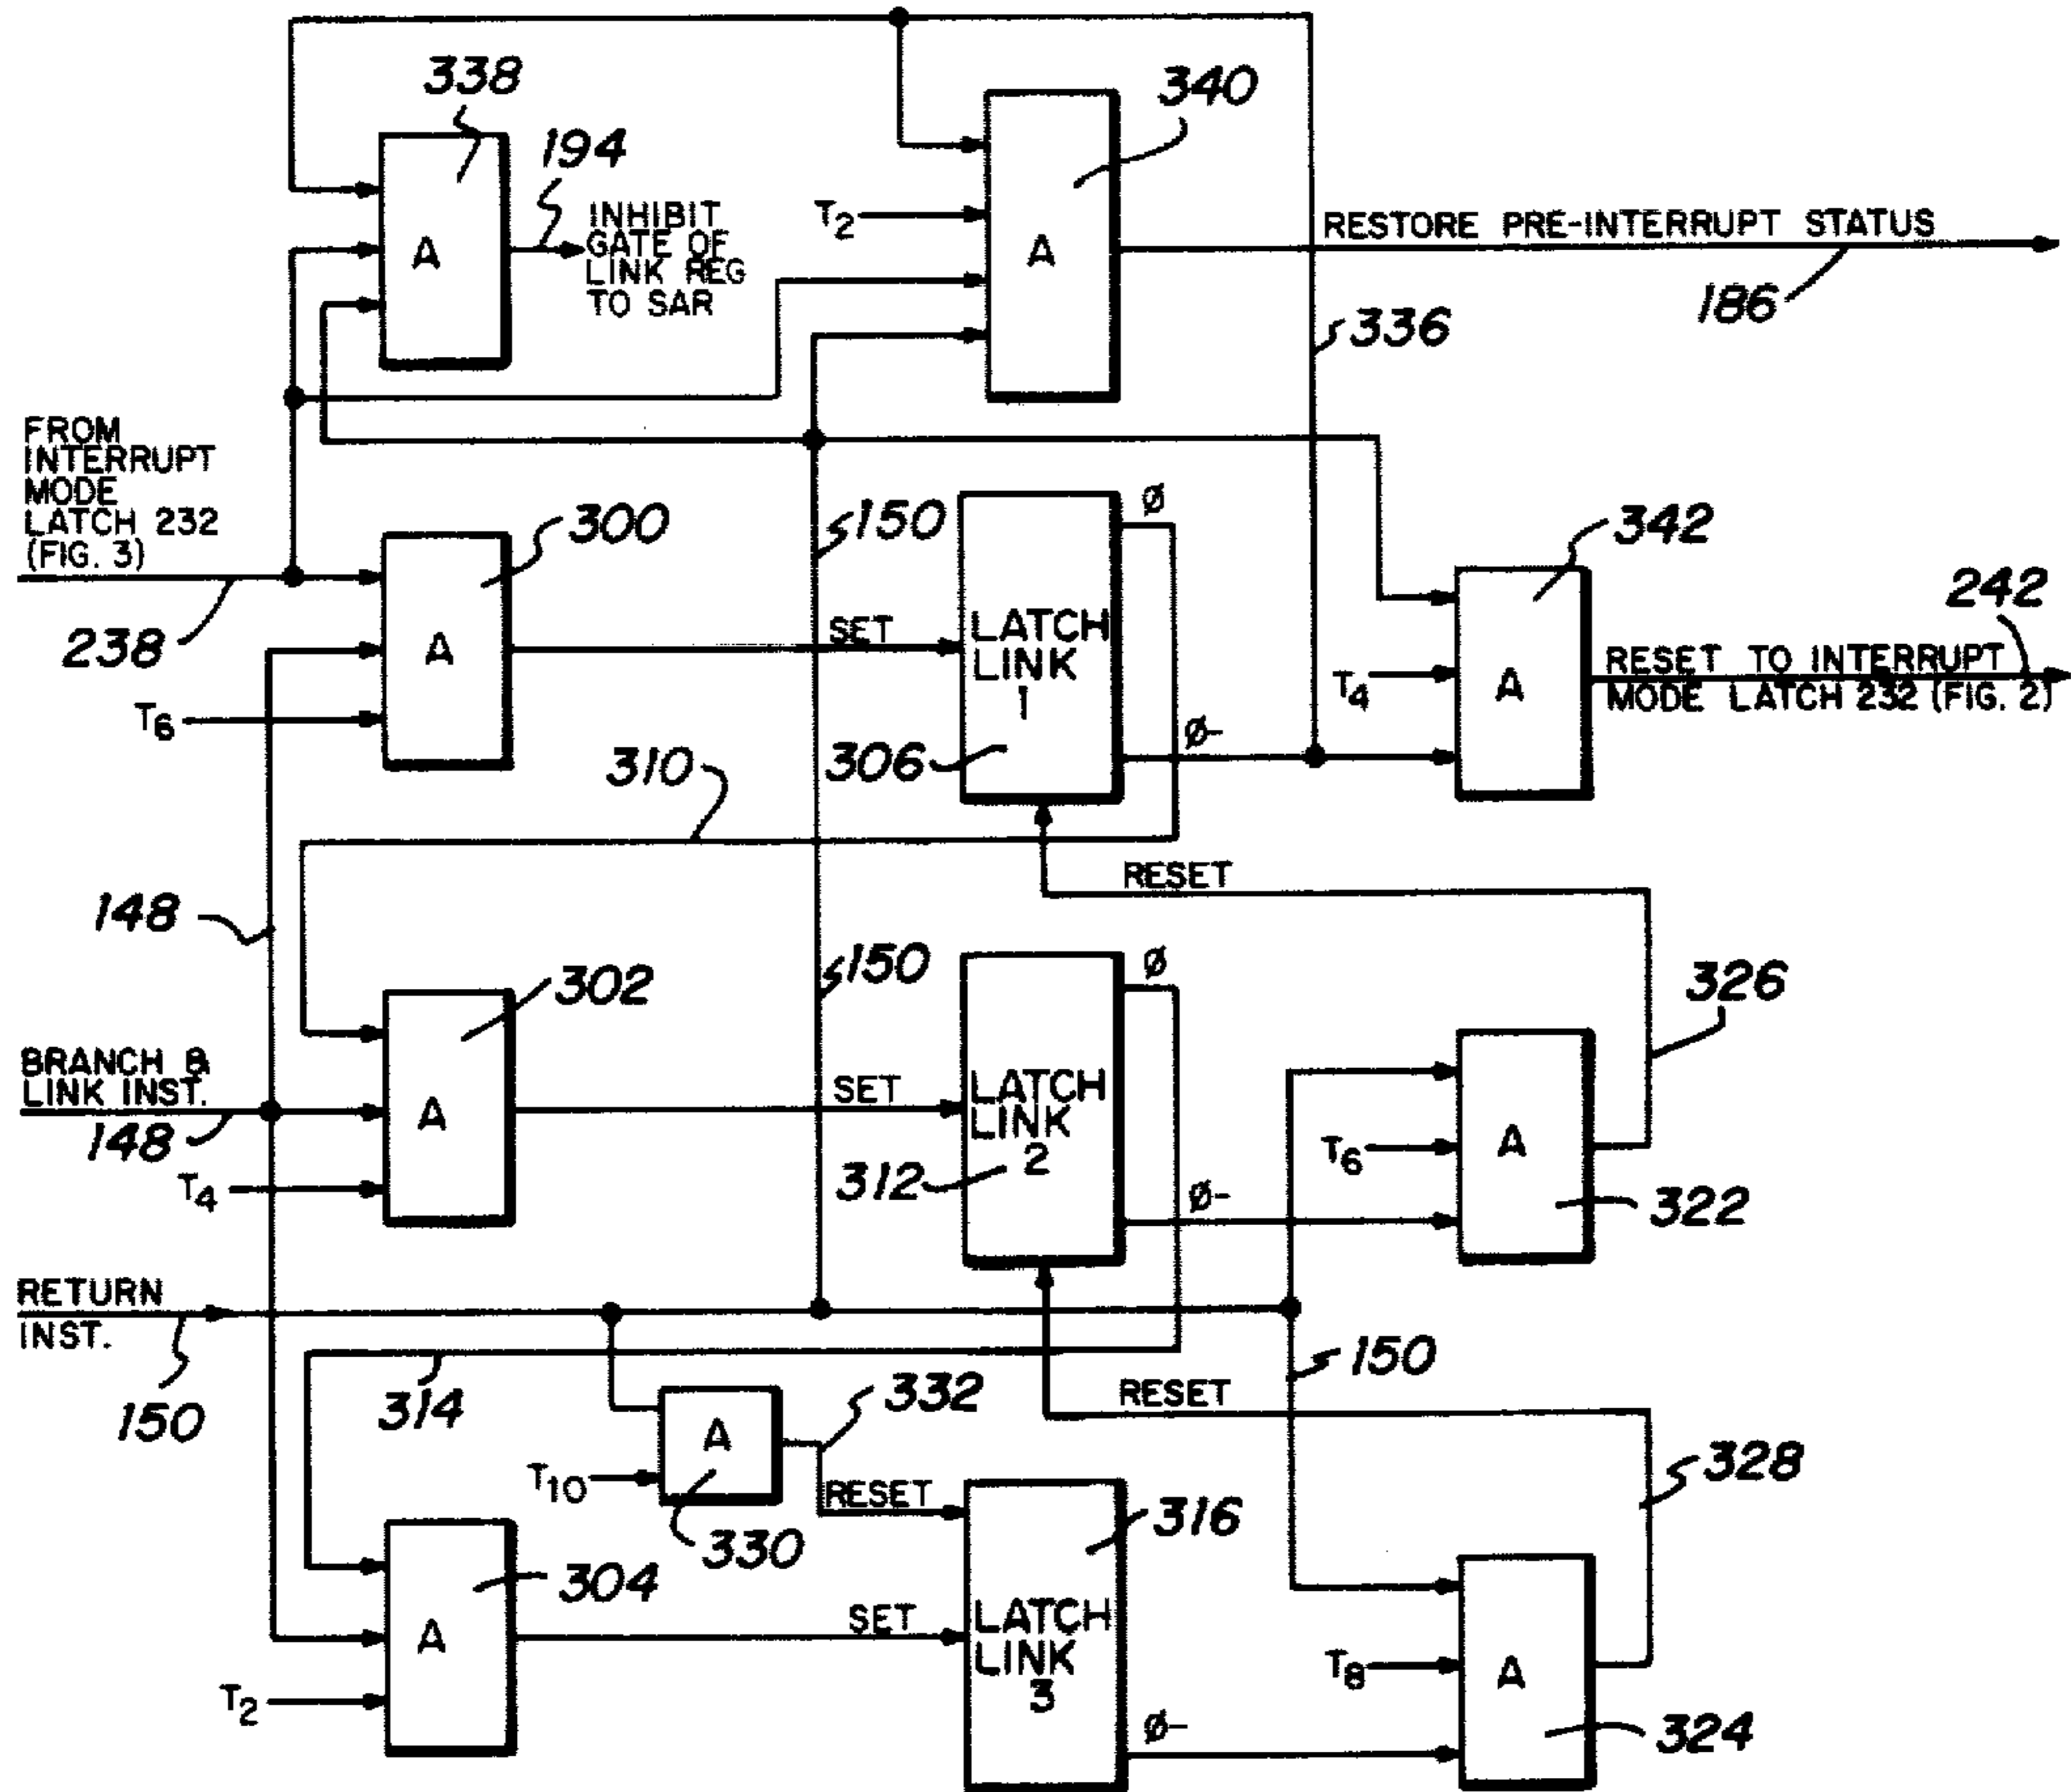 338
340
194
A
INHIBIT
GATE OF
LINK REG
TO SAR
T2
A
RESTORE PRE-INTERRUPT STATUS
186
336
FROM
INTERRUPT
MODE
LATCH 232
(FIG. 3)
300
150
Ø
342
238
A
SET
LATCH
LINK
1
242
RESET TO INTERRUPT
MODE LATCH 232 (FIG. 2)
T4
A
T6
310
306
Ø-
RESET
148
302
150
Ø
326
BRANCH &
LINK INST.
148
A
SET
LATCH
LINK
2
T6
A
T4
312
Ø-
322
RETURN
INST.
150
314
332
150
RESET
A
T10
RESET
330
316
328
304
A
SET
LATCH
LINK
3
T8
A
T2
Ø-
324